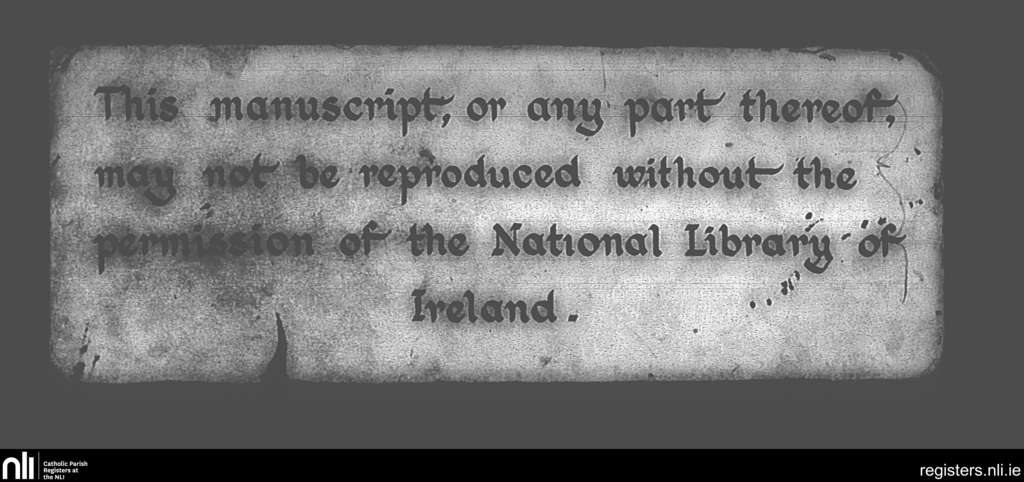 This manuscript, or any part thereof,
may not be reproduced without the
permission of the National Library of
Ireland.
nli
Catholic Parish
Registers at
the NLI
registers.nli.ie